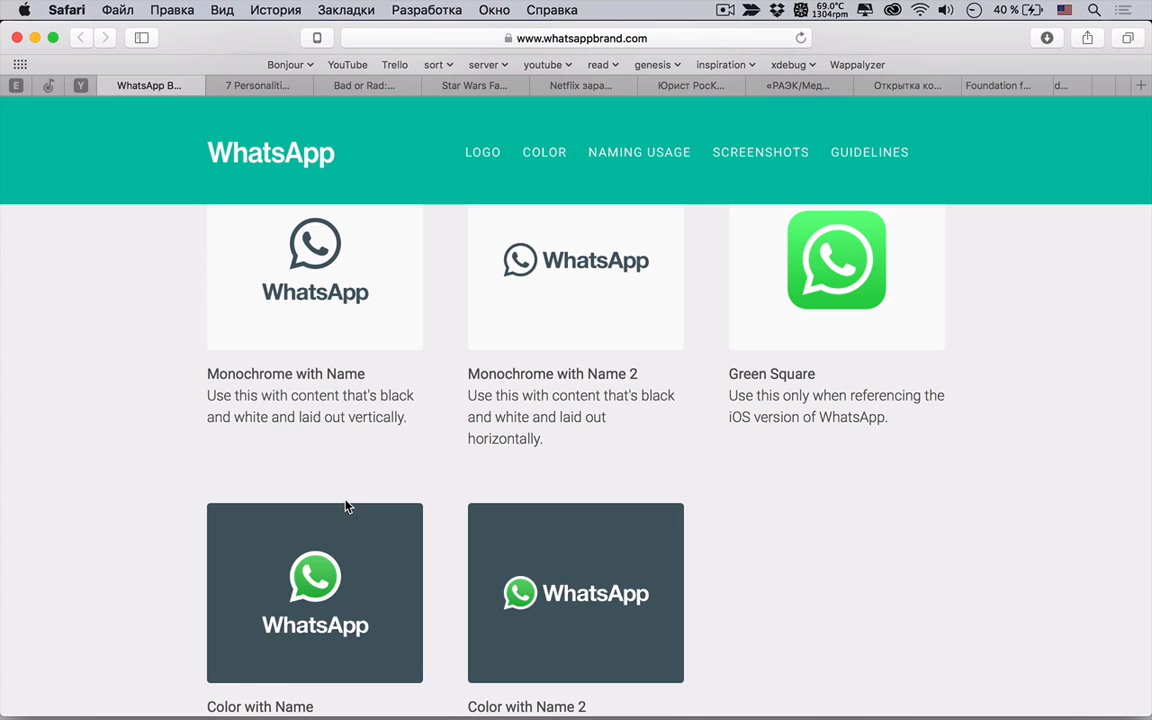 Safari Файл Правка Вид История Закладки Разработка Окно Справка 69.0°C 1304rpm 40 %
www.whatsappbrand.com
Bonjour YouTube Trello sort server youtube read genesis inspiration xdebug Wappalyzer
E Y WhatsApp B... 7 Personaliti... Bad or Rad:... Star Wars Fa... Netflix зара... Юрист РосК... «РАЭК/Мед... Открытка ко... Foundation f... d...
WhatsApp LOGO COLOR NAMING USAGE SCREENSHOTS GUIDELINES
WhatsApp
WhatsApp
Monochrome with Name
Use this with content that's black
and white and laid out vertically.
Monochrome with Name 2
Use this with content that's black
and white and laid out
horizontally.
Green Square
Use this only when referencing the
iOS version of WhatsApp.
WhatsApp
WhatsApp
Color with Name
Color with Name 2